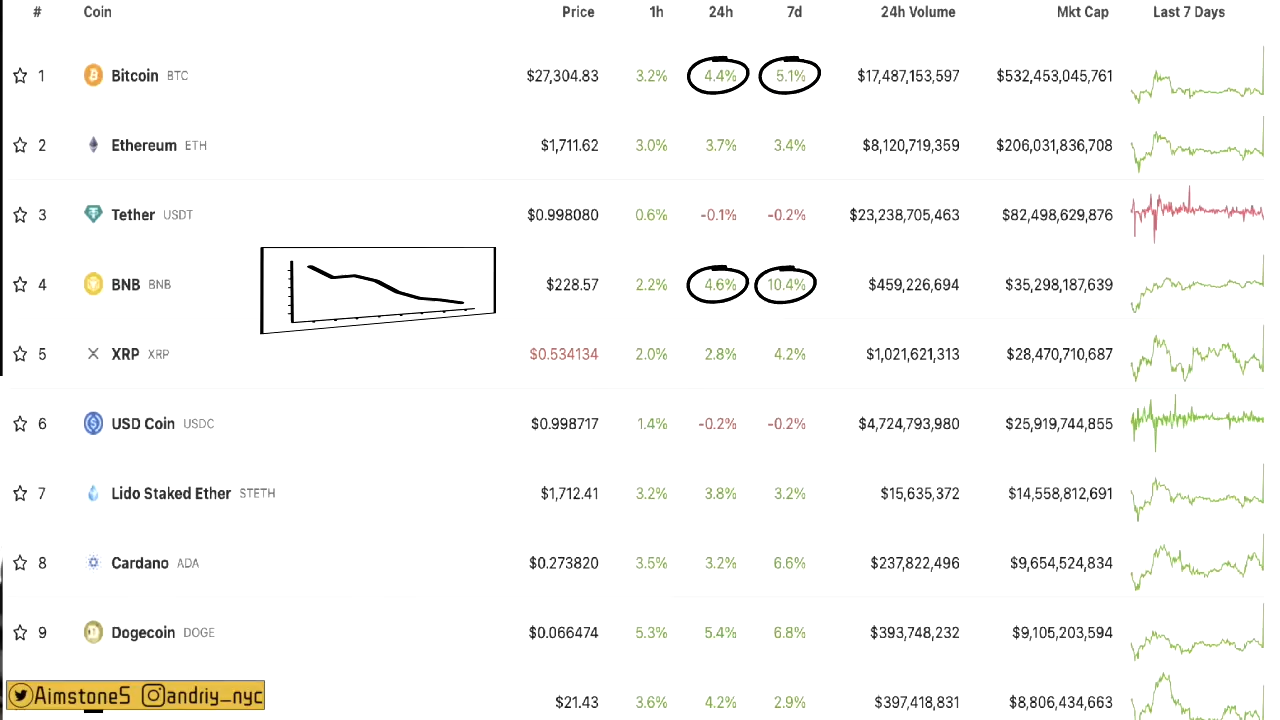 # Coin Price 1h 24h 7d 24h Volume Mkt Cap Last 7 Days
1 Bitcoin BTC $27,304.83 3.2% 4.4% 5.1% $17,487,153,597 $532,453,045,761
2 Ethereum ETH $1,711.62 3.0% 3.7% 3.4% $8,120,719,359 $206,031,836,708
3 Tether USDT $0.998080 0.6% -0.1% -0.2% $23,238,705,463 $82,498,629,876
4 BNB BNB $228.57 2.2% 4.6% 10.4% $459,226,694 $35,298,187,639
5 XRP XRP $0.534134 2.0% 2.8% 4.2% $1,021,621,313 $28,470,710,687
6 USD Coin USDC $0.998717 1.4% -0.2% -0.2% $4,724,793,980 $25,919,744,855
7 Lido Staked Ether STETH $1,712.41 3.2% 3.8% 3.2% $15,635,372 $14,558,812,691
8 Cardano ADA $0.273820 3.5% 3.2% 6.6% $237,822,496 $9,654,524,834
9 Dogecoin DOGE $0.066474 5.3% 5.4% 6.8% $393,748,232 $9,105,203,594
$21.43 3.6% 4.2% 2.9% $397,418,831 $8,806,434,663
Aimstone5 andriy_nyc